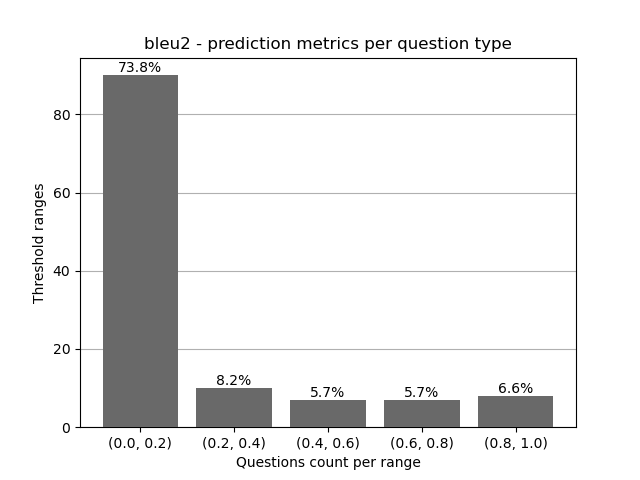 bleu2 - prediction metrics per question type
73.8%
8.2%
5.7%
5.7%
6.6%
80
60
40
20
0
Threshold ranges
(0.0, 0.2) (0.2, 0.4) (0.4, 0.6) (0.6, 0.8) (0.8, 1.0)
Questions count per range